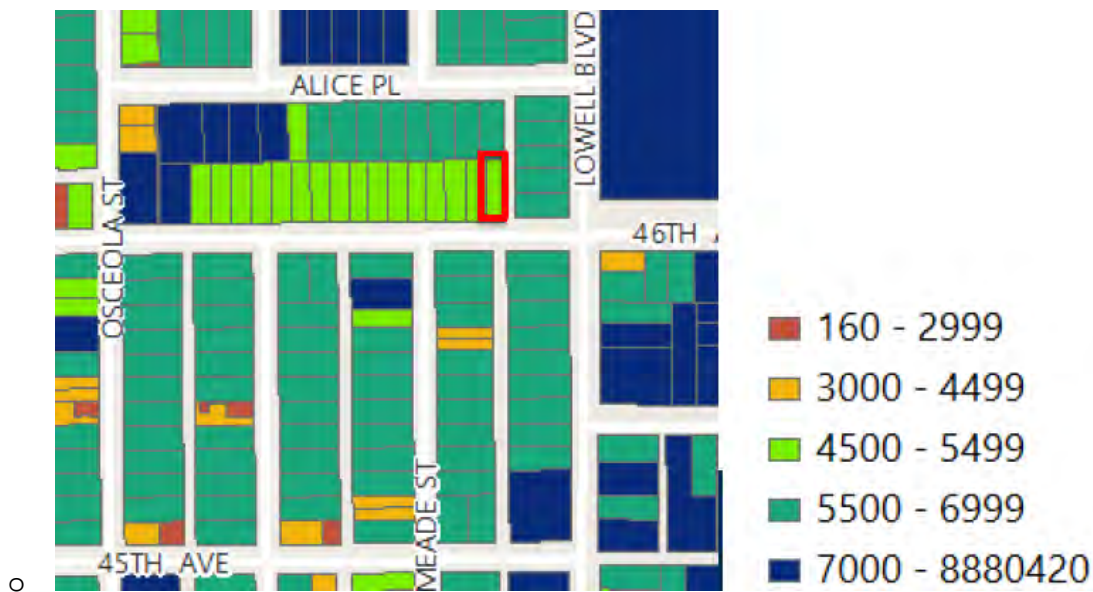 ALICE PL
LOWELL BLVD
OSCEOLA ST
46TH
MEADE ST
45TH AVE
160 - 2999
3000 - 4499
4500 - 5499
5500 - 6999
7000 - 8880420
o